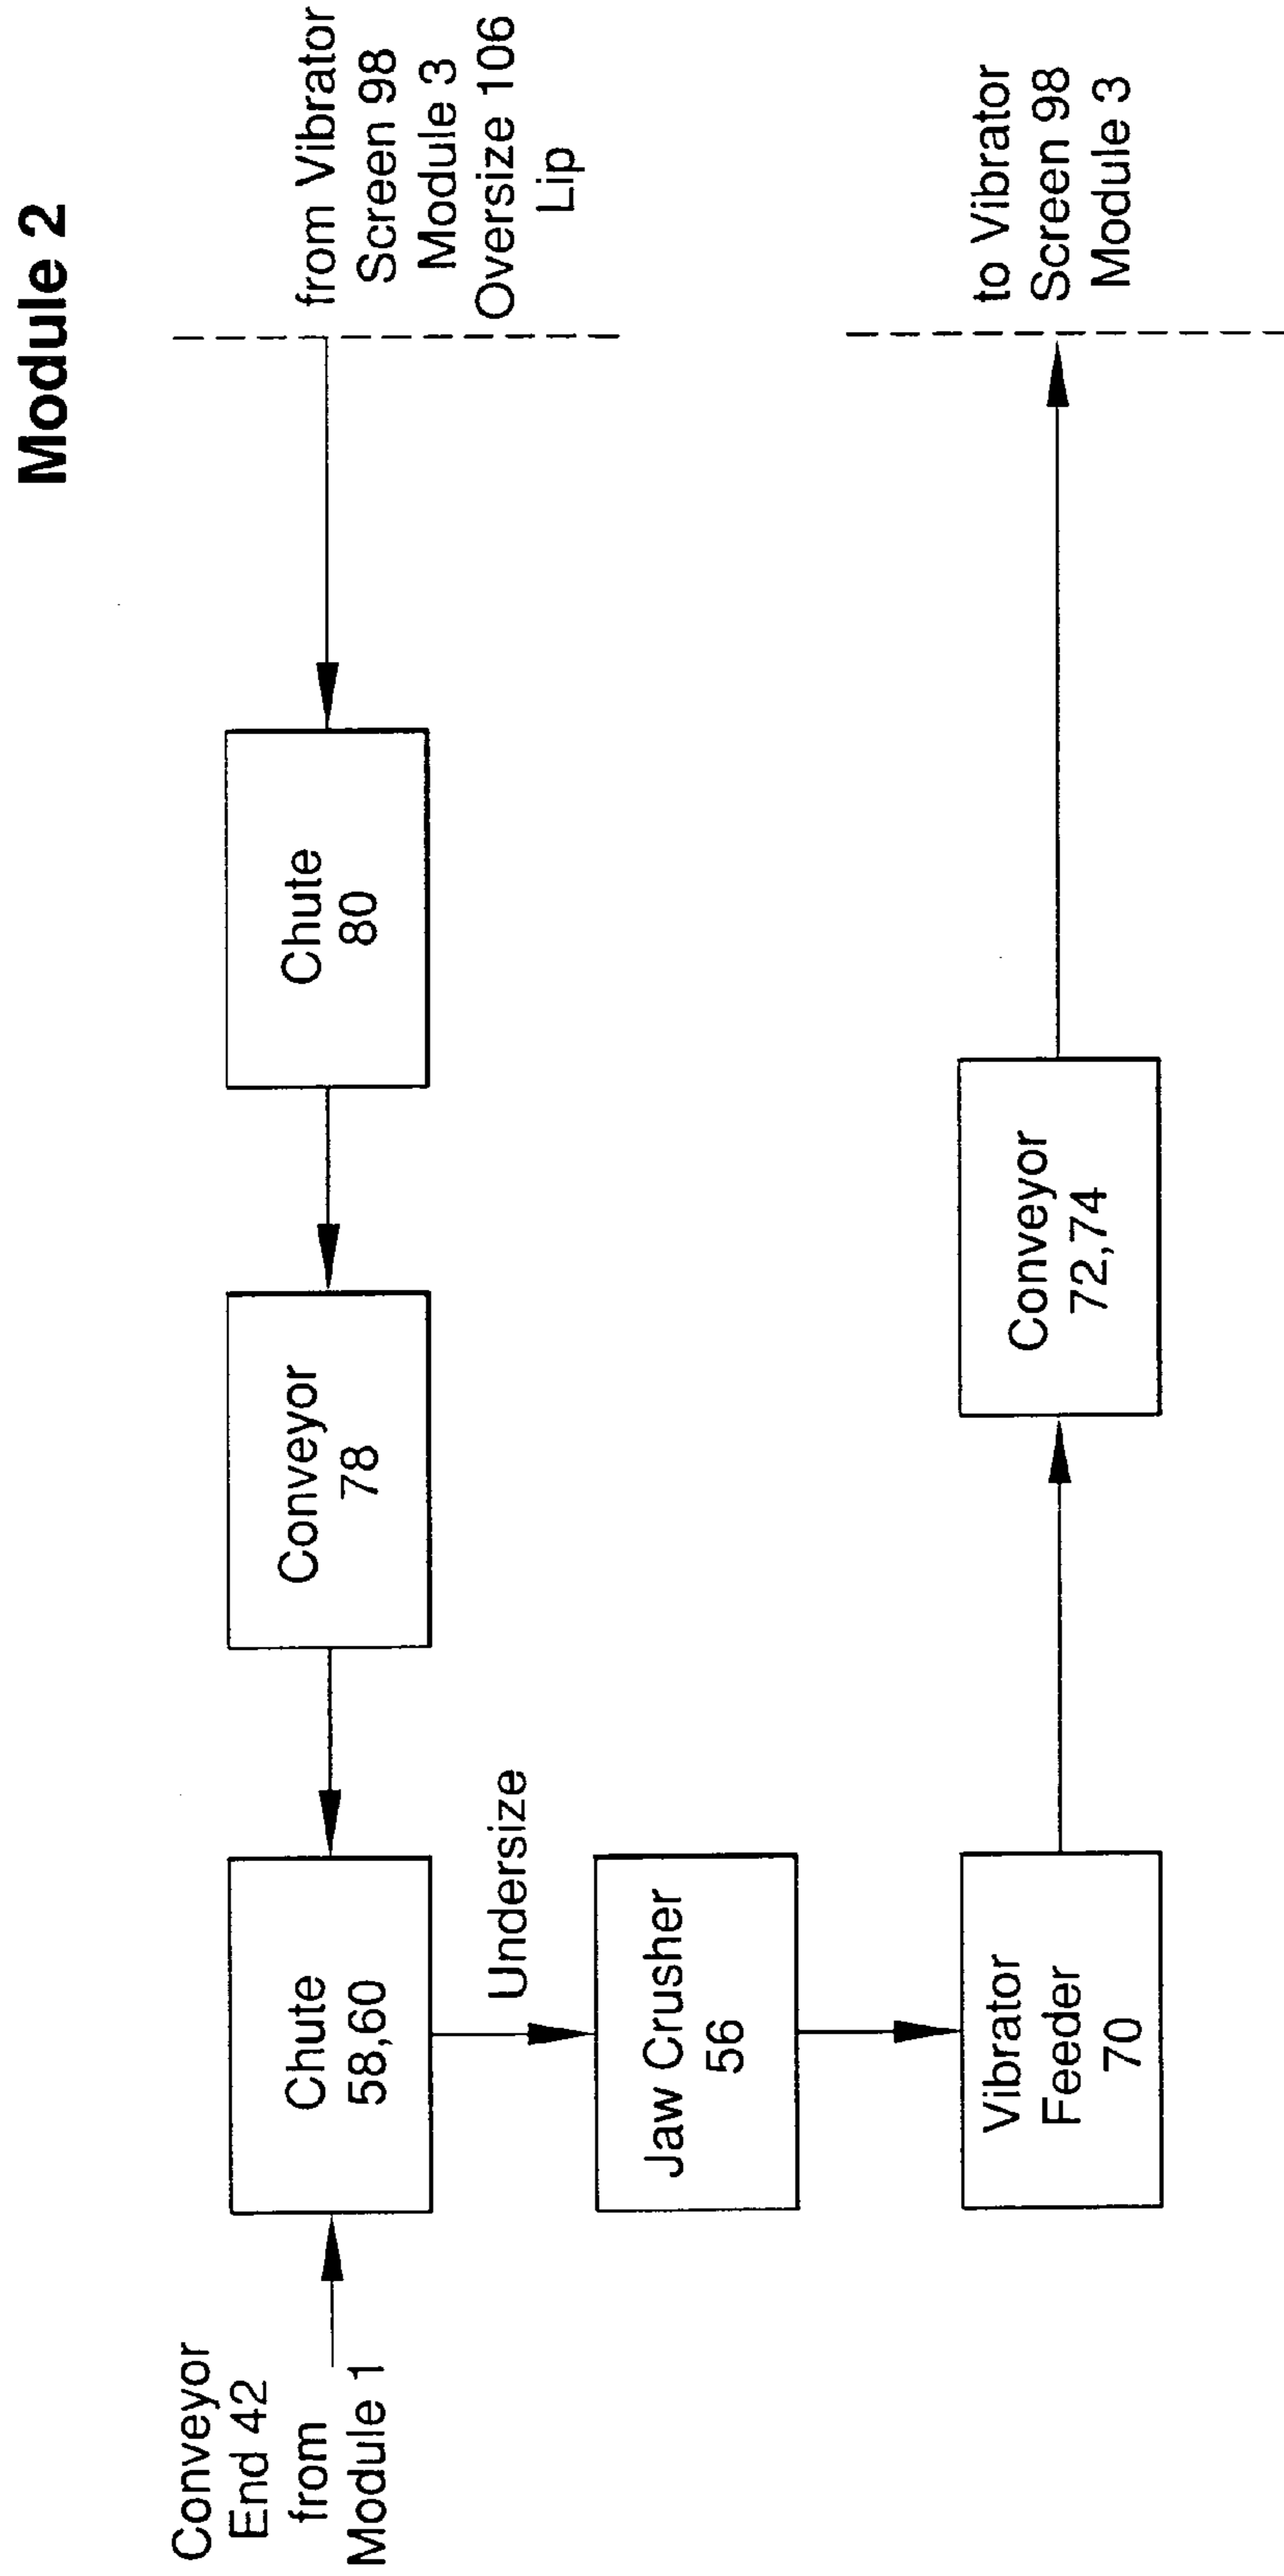 Module 2
Conveyor
End 42
from
Module 1
Chute
58,60
Conveyor
78
Chute
80
from Vibrator
Screen 98
Module 3
Oversize 106
Lip
Undersize
Jaw Crusher
56
Vibrator
Feeder
70
Conveyor
72,74
to Vibrator
Screen 98
Module 3